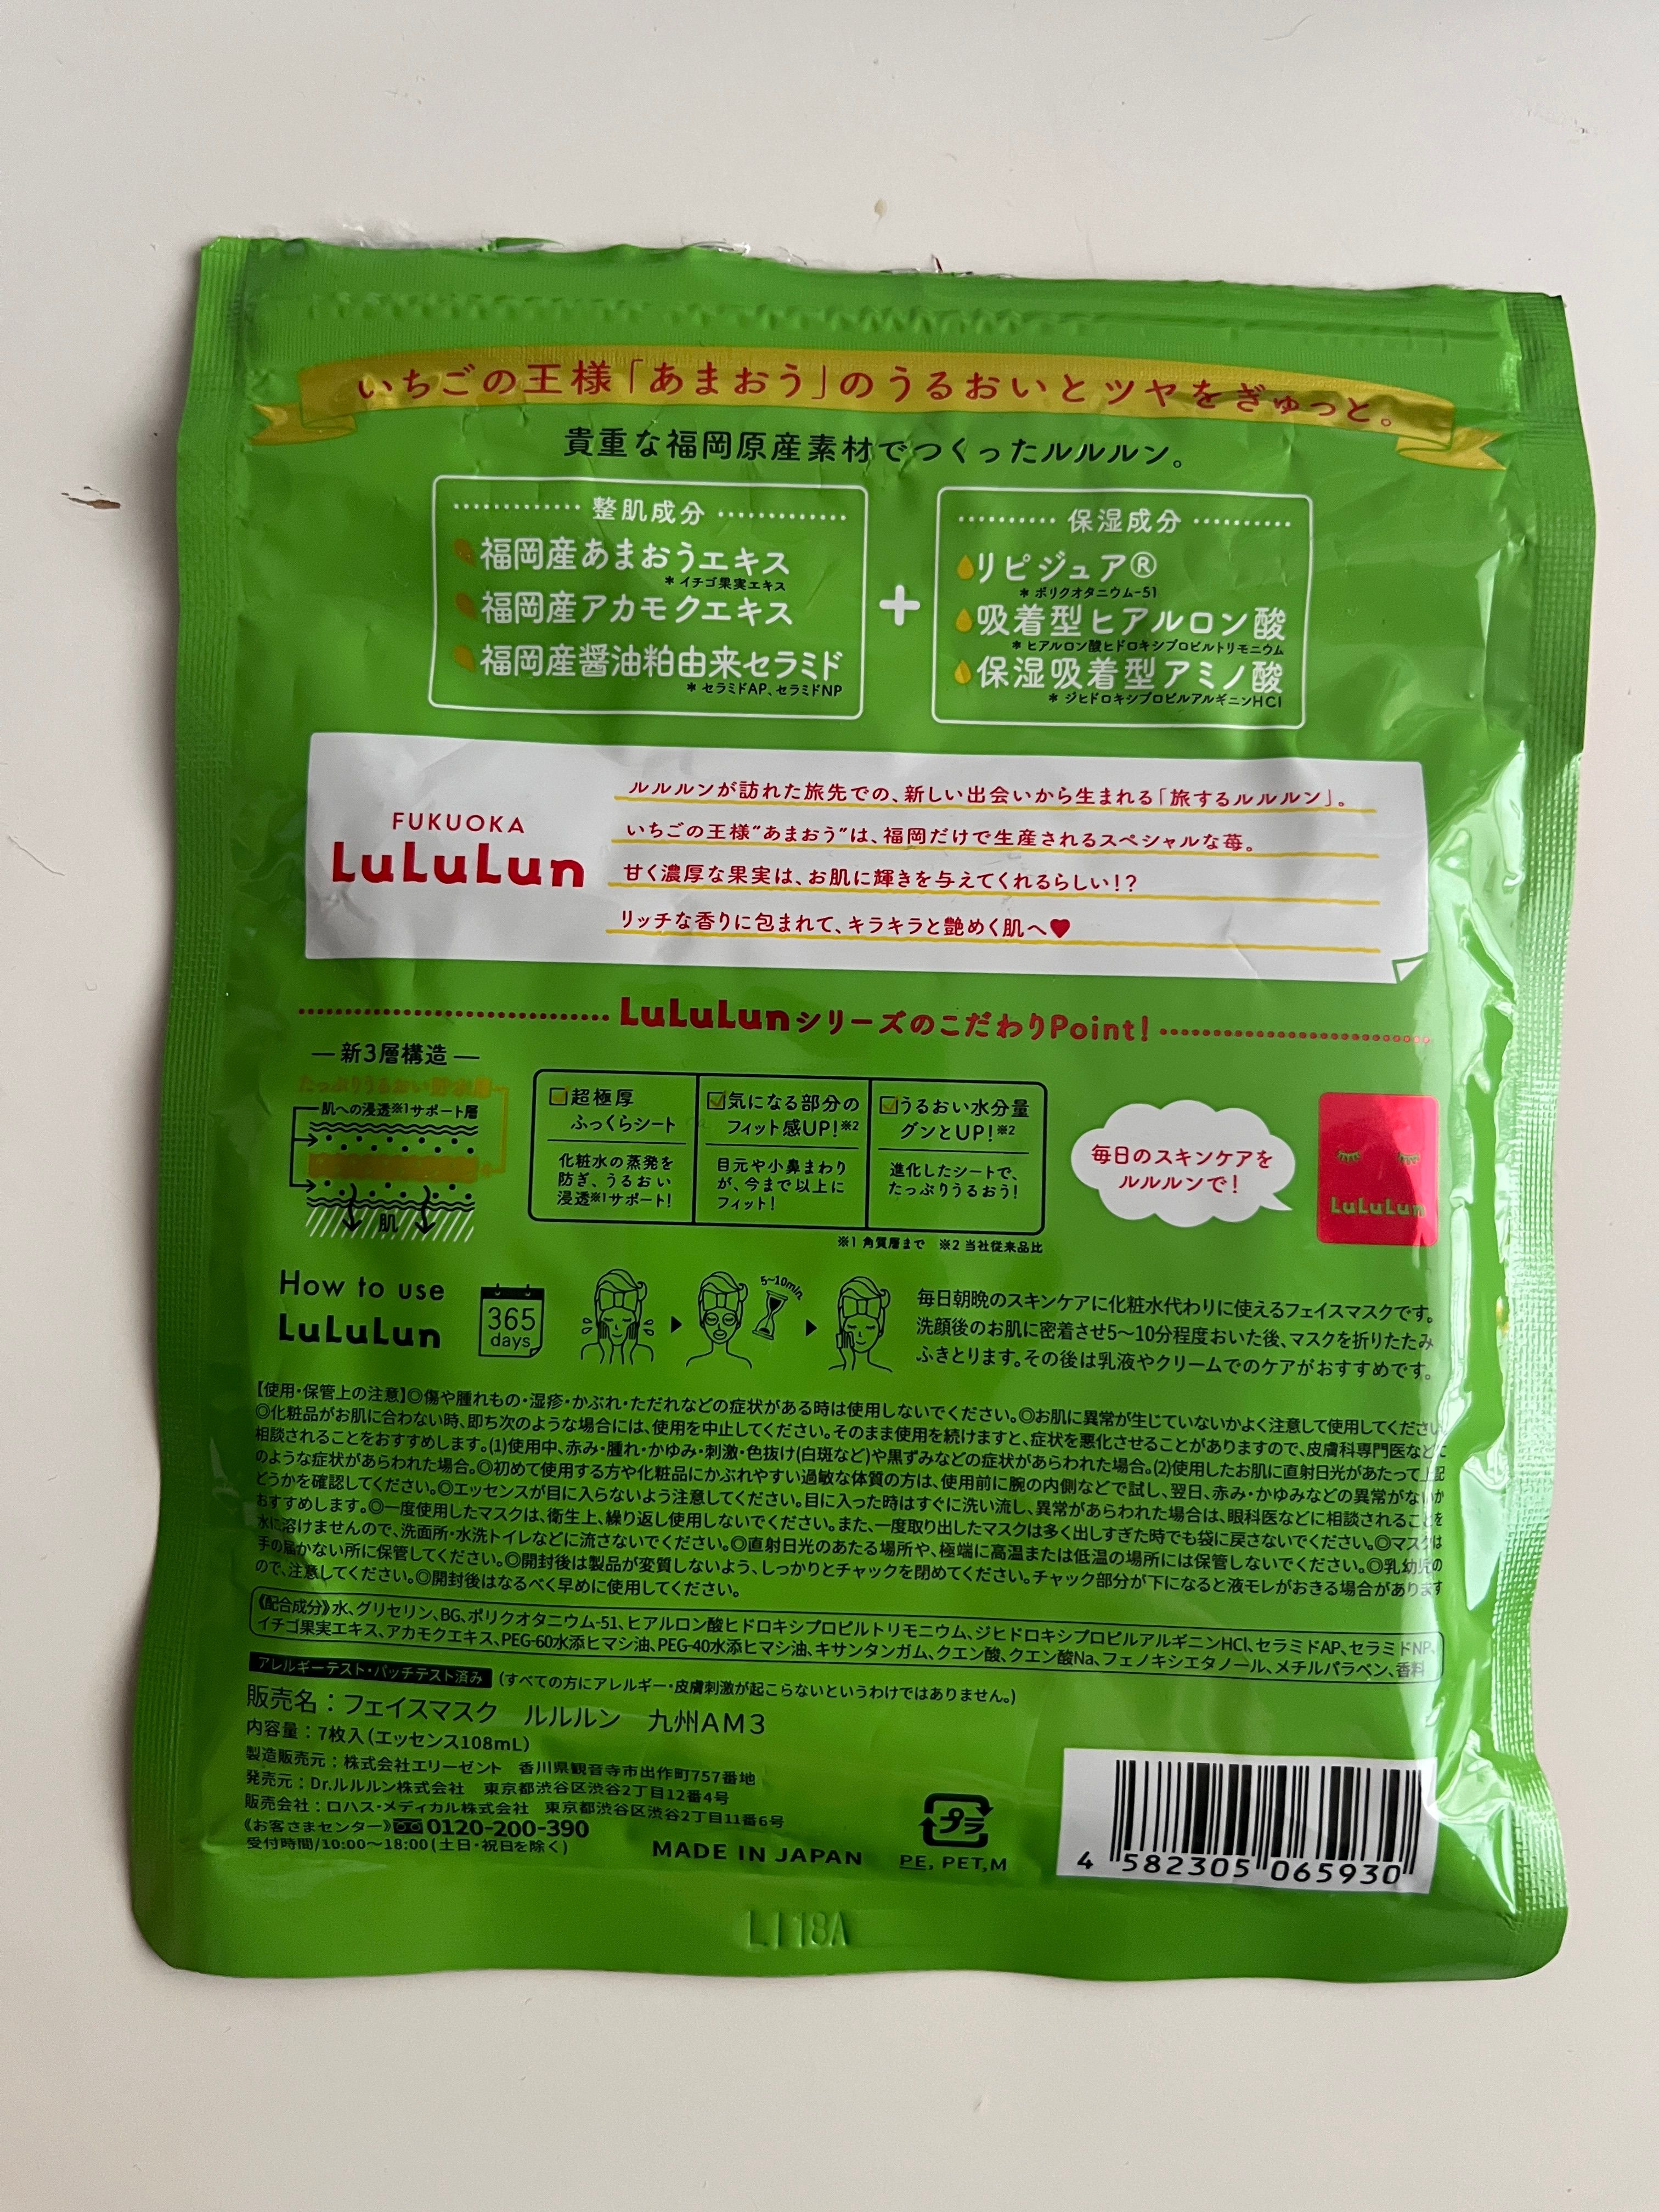 いちごの王様「あまおう」のうるおいとツヤをぎゅっと。
貴重な福岡原産素材でつくったルルルン。
整肌成分
福岡産あまおうエキス
＊イチゴ果実エキス
福岡産アカモクエキス
福岡産醤油粕由来セラミド
＊セラミドAP、セラミドNP
+
保湿成分
リピジュア®
＊ポリクオタニウム-51
吸着型ヒアルロン酸
＊ヒアルロン酸ヒドロキシプロピルトリモニウム
保湿吸着型アミノ酸
＊ジヒドロキシプロピルアルギニンHCl
FUKUOKA
LuLuLun
ルルルンが訪れた旅先での、新しい出会いから生まれる「旅するルルルン」。
いちごの王様"あまおう"は、福岡だけで生産されるスペシャルな苺。
甘く濃厚な果実は、お肌に輝きを与えてくれるらしい！？
リッチな香りに包まれて、キラキラと艶めく肌へ♥
LuLuLunシリーズのこだわりPoint!
新3層構造
たっぷりうるおい貯水層
肌への浸透※1サポート層
肌
超極厚
ふっくらシート
化粧水の蒸発を
防ぎ、うるおい
浸透※1サポート！
気になる部分の
フィット感UP!※2
目元や小鼻まわり
が、今まで以上に
フィット！
うるおい水分量
グンとUP!※2
進化したシートで、
たっぷりうるおう！
※1 角質層まで ※2 当社従来品比
毎日のスキンケアを
ルルルンで！
LuLuLun
How to use
LuLuLun
365
days
5~10min.
毎日朝晩のスキンケアに化粧水代わりに使えるフェイスマスクです。
洗顔後のお肌に密着させ5〜10分程度おいた後、マスクを折りたたみ
ふきとります。その後は乳液やクリームでのケアがおすすめです。
【使用・保管上の注意】◎傷や腫れもの・湿疹・かぶれ・ただれなどの症状がある時は使用しないでください。◎お肌に異常が生じていないかよく注意して使用してください。
◎化粧品がお肌に合わない時、即ち次のような場合には、使用を中止してください。そのまま使用を続けますと、症状を悪化させることがありますので、皮膚科専門医などに
相談されることをおすすめします。(1)使用中、赤み・腫れ・かゆみ・刺激・色抜け(白斑など)や黒ずみなどの症状があらわれた場合。(2)使用したお肌に直射日光があたって上記
のような症状があらわれた場合。◎初めて使用する方や化粧品にかぶれやすい過敏な体質の方は、使用前に腕の内側などで試し、翌日、赤み・かゆみなどの異常がないか
どうかを確認してください。◎エッセンスが目に入らないよう注意してください。目に入った時はすぐに洗い流し、異常があらわれた場合は、眼科医などに相談されることを
おすすめします。◎一度使用したマスクは、衛生上、繰り返し使用しないでください。また、一度取り出したマスクは多く出しすぎた時でも袋に戻さないでください。◎マスクは
水に溶けませんので、洗面所・水洗トイレなどに流さないでください。◎直射日光のあたる場所や、極端に高温または低温の場所には保管しないでください。◎乳幼児の
手の届かない所に保管してください。◎開封後は製品が変質しないよう、しっかりとチャックを閉めてください。チャック部分が下になると液モレがおきる場合があります
ので、注意してください。◎開封後はなるべく早めに使用してください。
《配合成分》水、グリセリン、BG、ポリクオタニウム-51、ヒアルロン酸ヒドロキシプロピルトリモニウム、ジヒドロキシプロピルアルギニンHCl、セラミドAP、セラミドNP、
イチゴ果実エキス、アカモクエキス、PEG-60水添ヒマシ油、PEG-40水添ヒマシ油、キサンタンガム、クエン酸、クエン酸Na、フェノキシエタノール、メチルパラベン、香料
アレルギーテスト・パッチテスト済み (すべての方にアレルギー・皮膚刺激が起こらないというわけではありません。)
販売名：フェイスマスク ルルルン 九州AM3
内容量：7枚入(エッセンス108mL)
製造販売元：株式会社エリーゼント 香川県観音寺市出作町757番地
発売元：Dr.ルルルン株式会社 東京都渋谷区渋谷2丁目12番4号
販売会社：ロハス・メディカル株式会社 東京都渋谷区渋谷2丁目11番6号
《お客さまセンター》0120-200-390
受付時間/10:00〜18:00(土日・祝日を除く)
MADE IN JAPAN
プラ
PE, PET,M
4 582305 065930
L118A